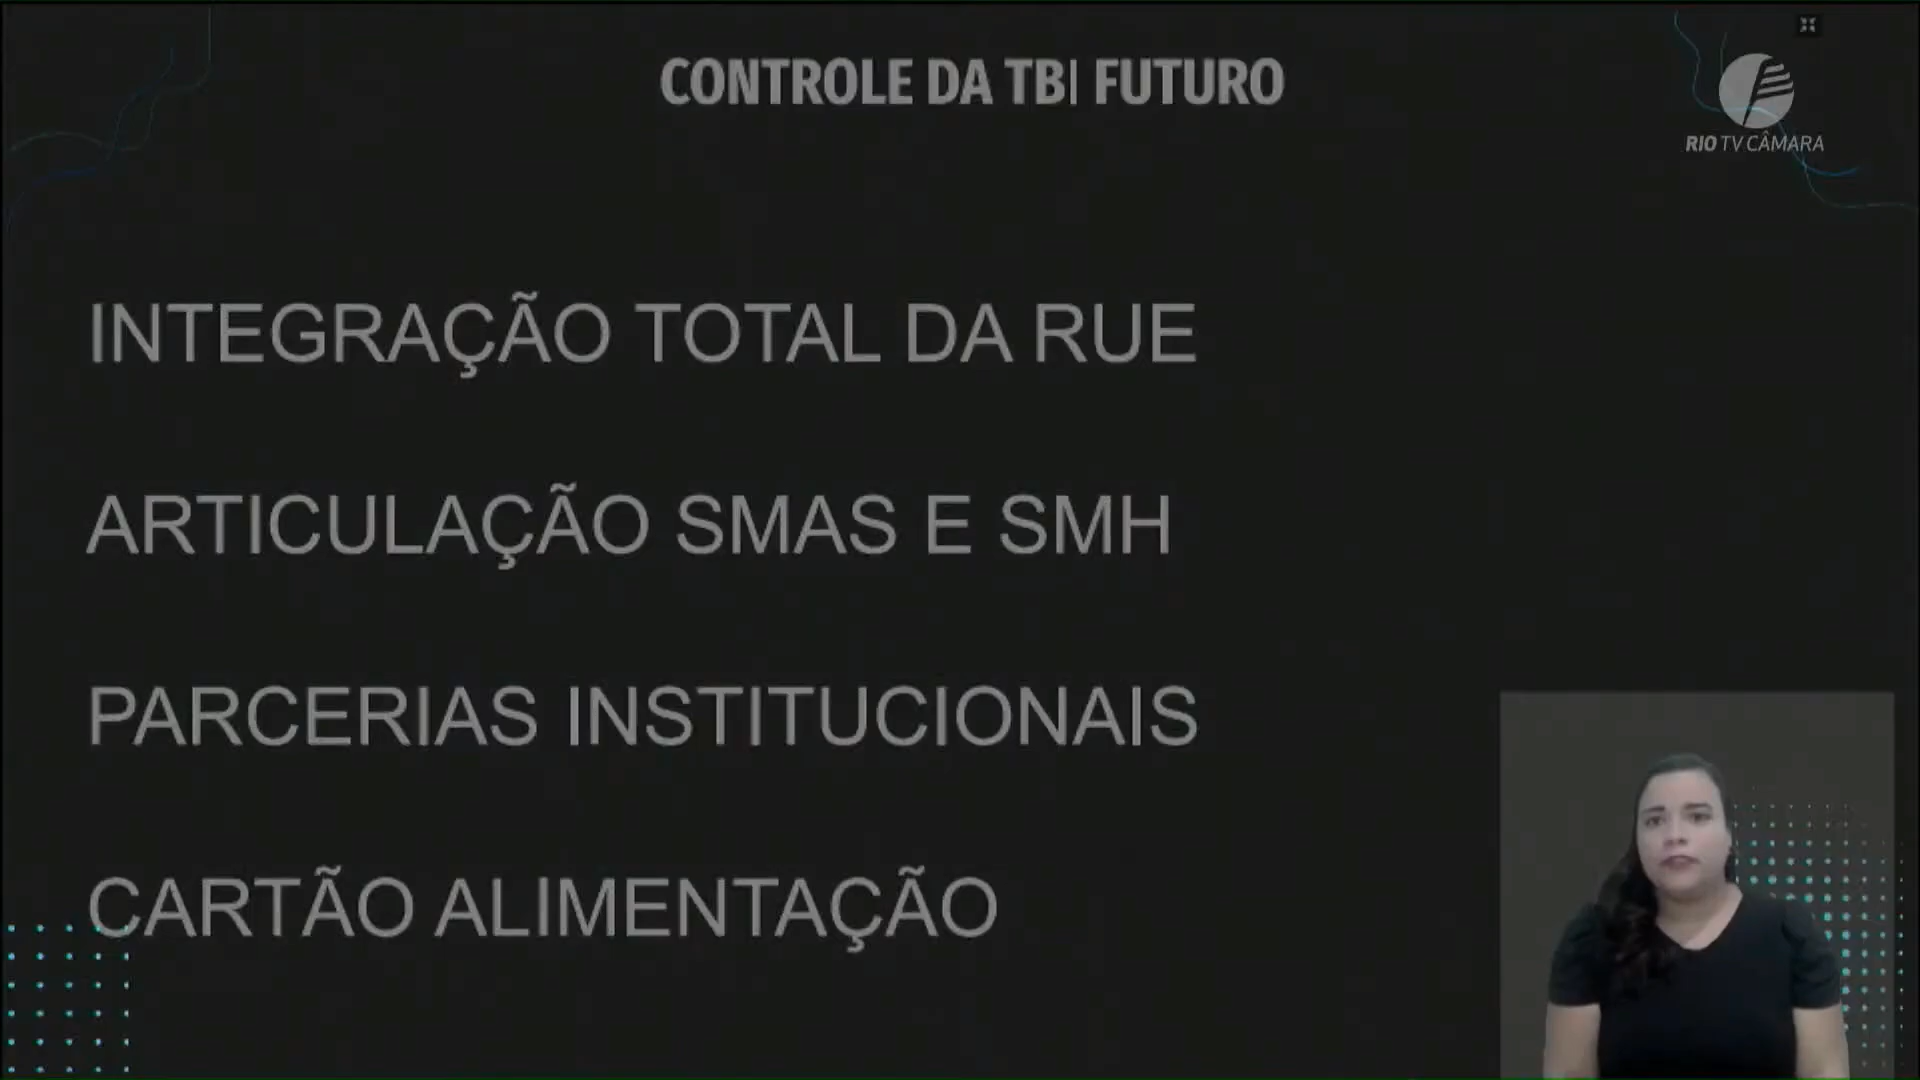 CONTROLE DA TB| FUTURO
RIO TV CÂMARA
INTEGRAÇÃO TOTAL DA RUE
ARTICULAÇÃO SMAS E SMH
PARCERIAS INSTITUCIONAIS
CARTÃO ALIMENTAÇÃO